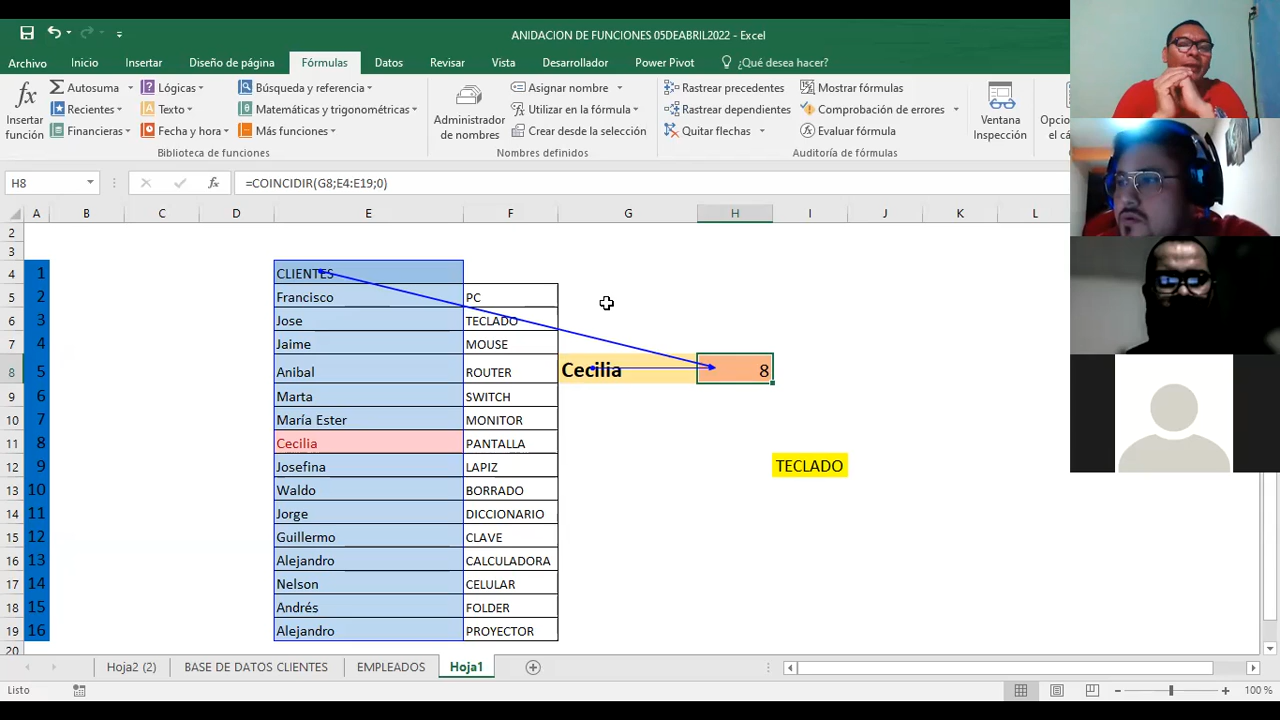 ANIDACION DE FUNCIONES 05DEABRIL2022 - Excel
Archivo Inicio Insertar Diseño de página Fórmulas Datos Revisar Vista Desarrollador Power Pivot ¿Qué desea hacer?
fx Autosuma Lógicas Búsqueda y referencia Asignar nombre Rastrear precedentes Mostrar fórmulas
Insertar función Recientes Texto Matemáticas y trigonométricas Administrador de nombres Utilizar en la fórmula Rastrear dependientes Comprobación de errores Ventana Inspección Opcio el cá
Financieras Fecha y hora Más funciones Crear desde la selección Quitar flechas Evaluar fórmula
Biblioteca de funciones Nombres definidos Auditoría de fórmulas
H8 fx =COINCIDIR(G8;E4:E19;0)
A B C D E F G H I J K L
2
3
4 1 CLIENTES
5 2 Francisco PC
6 3 Jose TECLADO
7 4 Jaime MOUSE
8 5 Anibal ROUTER Cecilia 8
9 6 Marta SWITCH
10 7 María Ester MONITOR
11 8 Cecilia PANTALLA
12 9 Josefina LAPIZ TECLADO
13 10 Waldo BORRADO
14 11 Jorge DICCIONARIO
15 12 Guillermo CLAVE
16 13 Alejandro CALCULADORA
17 14 Nelson CELULAR
18 15 Andrés FOLDER
19 16 Alejandro PROYECTOR
20
Hoja2 (2) BASE DE DATOS CLIENTES EMPLEADOS Hoja1
Listo 100 %